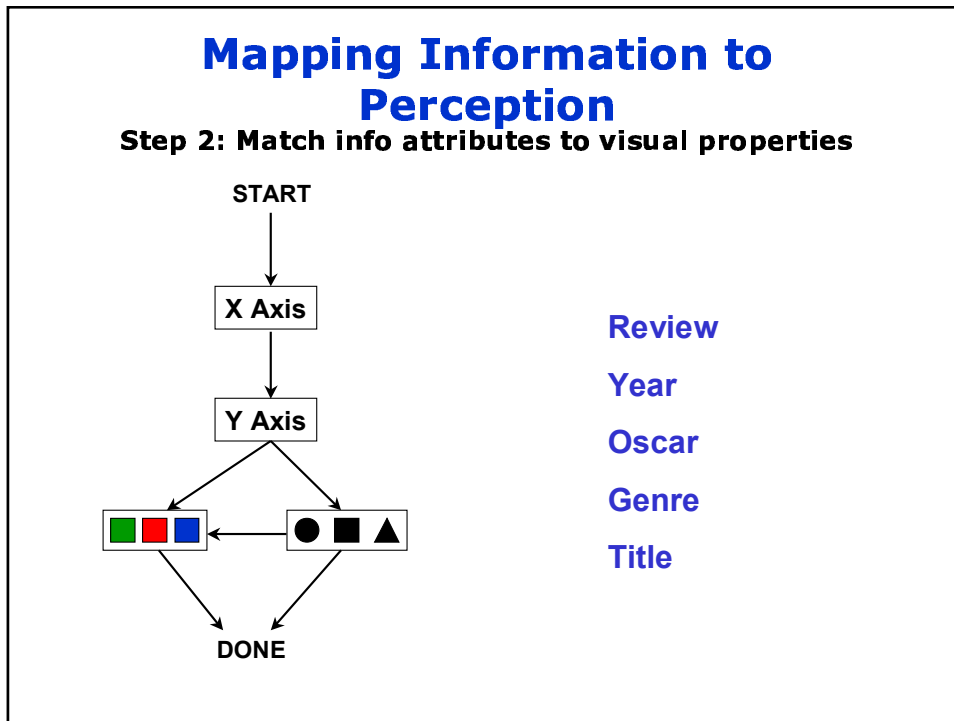 Mapping Information to
Perception
Step 2: Match info attributes to visual properties
START
X Axis
Y Axis
DONE
Review
Year
Oscar
Genre
Title